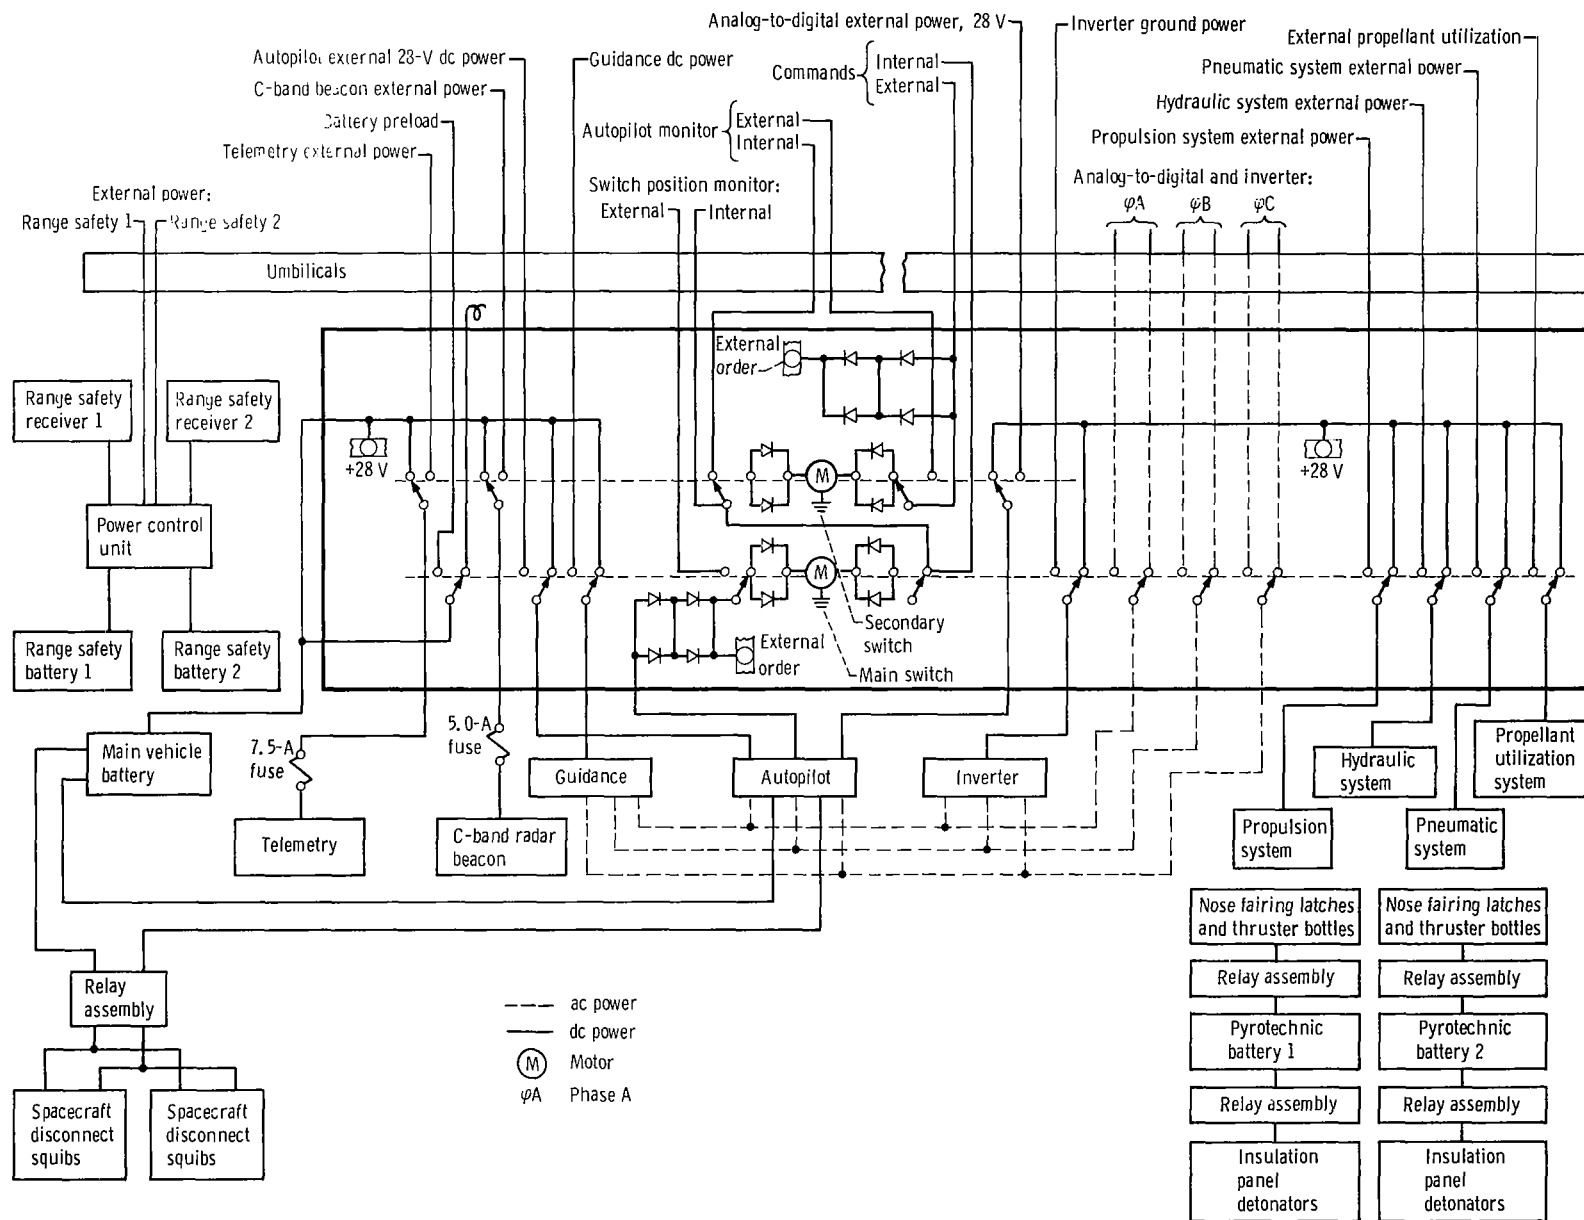 Analog-to-digital external power, 28 V
Inverter ground power
External propellant utilization
Autopilot external 28-V dc power
Guidance dc power
Commands
Internal
External
Pneumatic system external power
C-band beacon external power
Hydraulic system external power
Battery preload
Autopilot monitor
External
Internal
Propulsion system external power
Telemetry external power
Analog-to-digital and inverter:
External power:
Switch position monitor:
φA
φB
φC
Range safety 1
Range safety 2
External
Internal
Umbilicals
External
order
Range safety
receiver 1
Range safety
receiver 2
+28 V
M
+28 V
Power control
unit
M
Range safety
battery 1
Range safety
battery 2
External
order
Secondary
switch
Main switch
Main vehicle
battery
7.5-A
fuse
5.0-A
fuse
Guidance
Autopilot
Inverter
Hydraulic
system
Propellant
utilization
system
Telemetry
C-band radar
beacon
Propulsion
system
Pneumatic
system
Nose fairing latches
and thruster bottles
Nose fairing latches
and thruster bottles
Relay
assembly
Relay assembly
Relay assembly
ac power
dc power
M
Motor
φA
Phase A
Pyrotechnic
battery 1
Pyrotechnic
battery 2
Relay assembly
Relay assembly
Spacecraft
disconnect
squibs
Spacecraft
disconnect
squibs
Insulation
panel
detonators
Insulation
panel
detonators